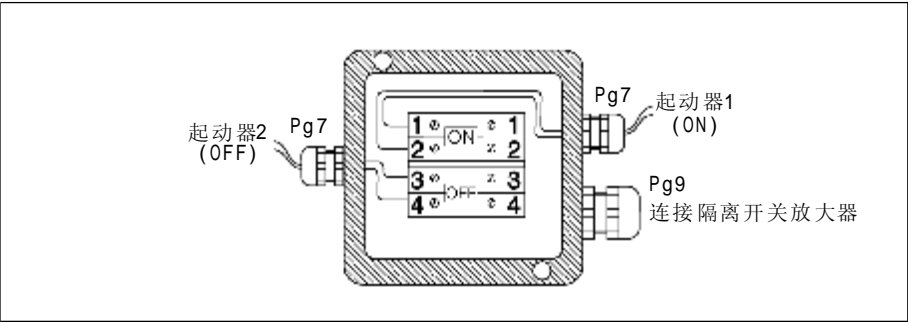 Pg7
起动器1
(ON)
起动器2 Pg7
(OFF)
1 1
ON
2 2
3 3
OFF
4 4
Pg9
连接隔离开关放大器